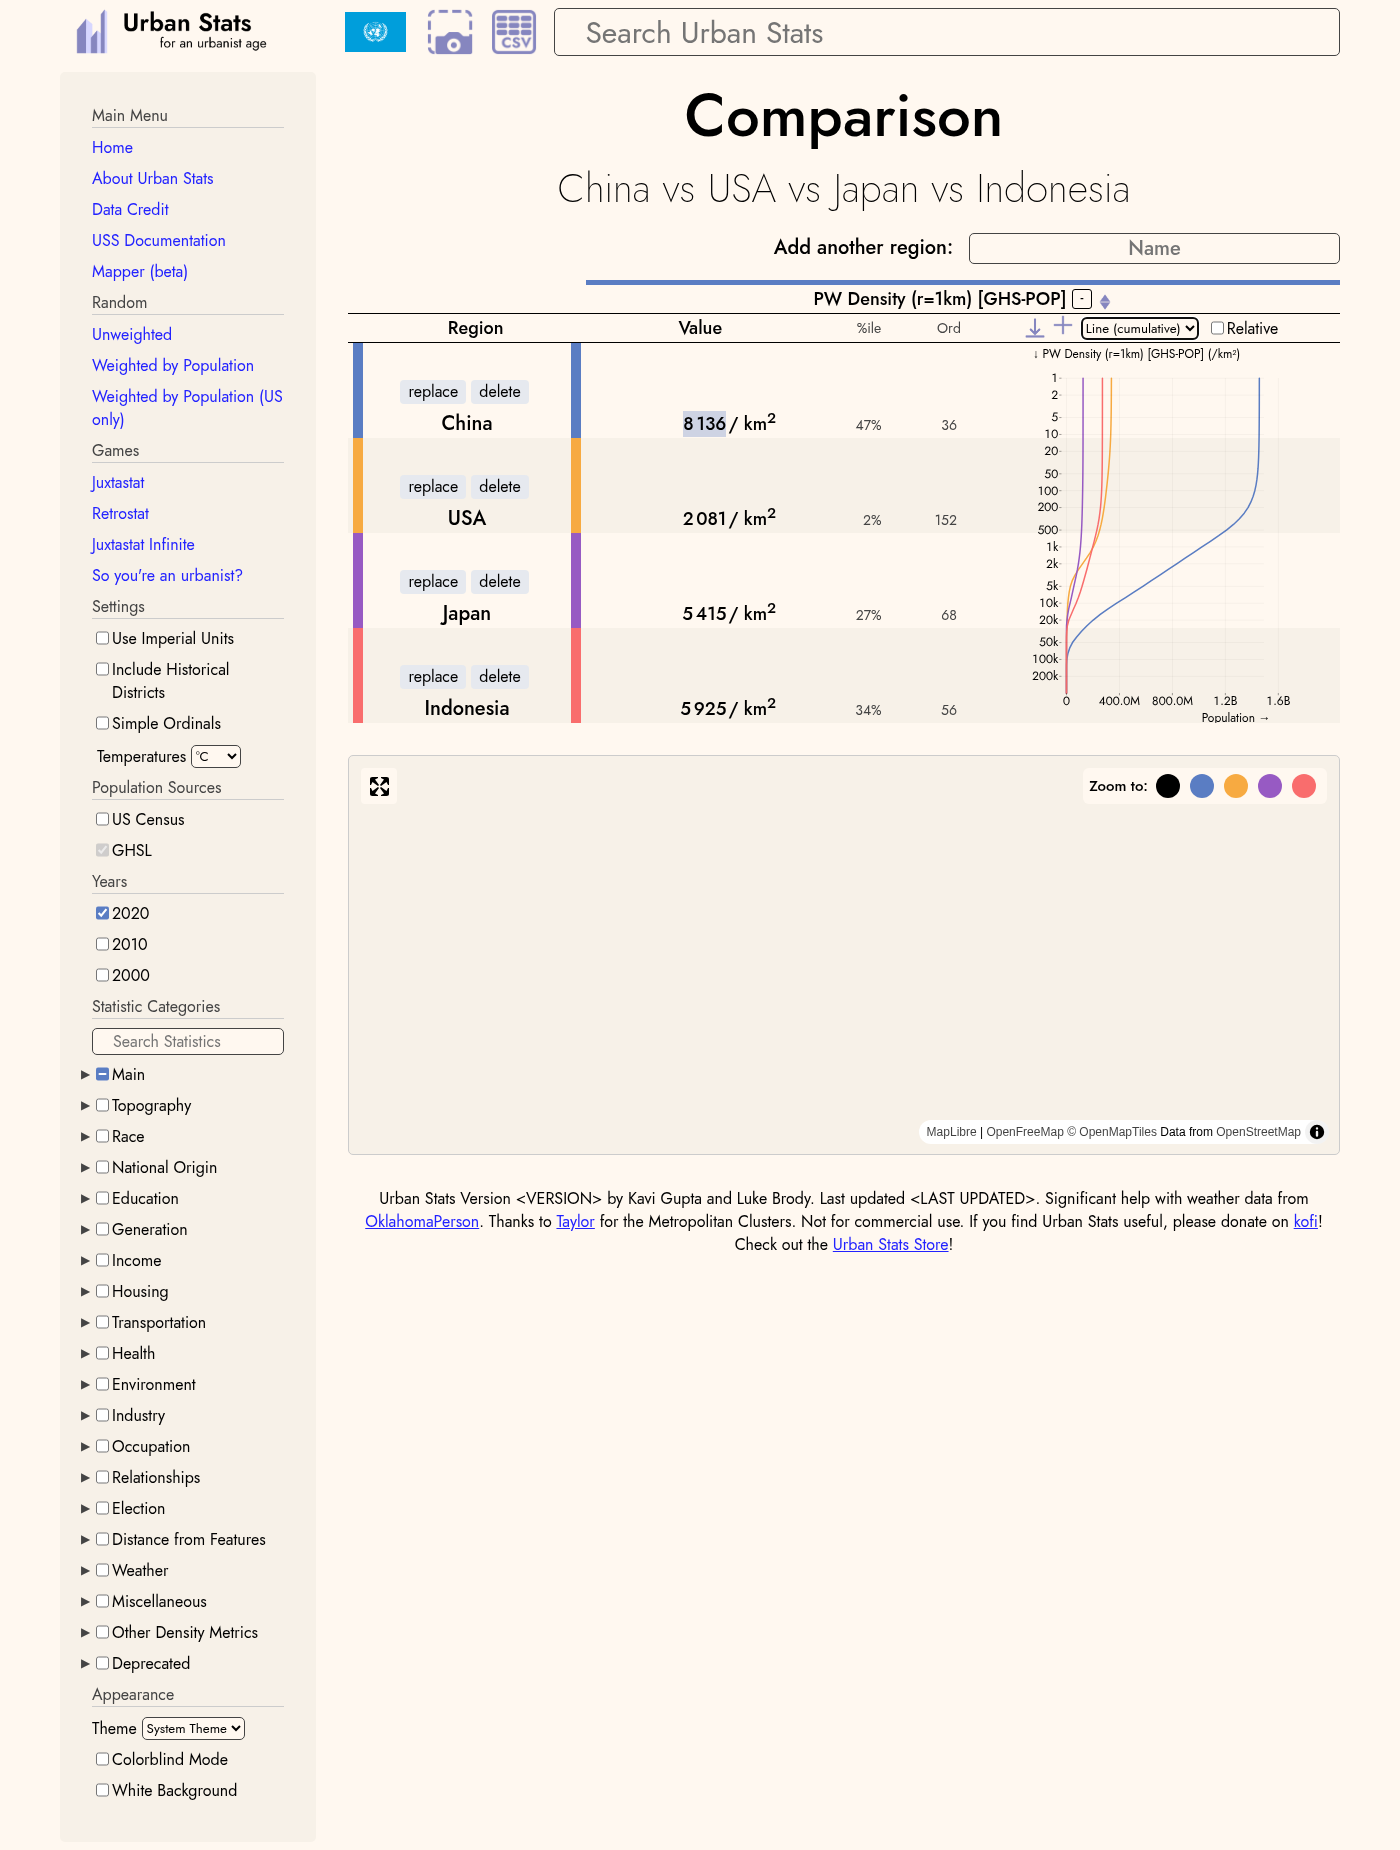 Urban Stats
for an urbanist age
CSV
Search Urban Stats
Main Menu
Home
About Urban Stats
Data Credit
USS Documentation
Mapper (beta)
Random
Unweighted
Weighted by Population
Weighted by Population (US
only)
Games
Juxtastat
Retrostat
Juxtastat Infinite
So you're an urbanist?
Settings
Use Imperial Units
Include Historical
Districts
Simple Ordinals
Temperatures °C
Population Sources
US Census
GHSL
Years
2020
2010
2000
Statistic Categories
Search Statistics
Main
Topography
Race
National Origin
Education
Generation
Income
Housing
Transportation
Health
Environment
Industry
Occupation
Relationships
Election
Distance from Features
Weather
Miscellaneous
Other Density Metrics
Deprecated
Appearance
Theme System Theme
Colorblind Mode
White Background
Comparison
China vs USA vs Japan vs Indonesia
Add another region: Name
PW Density (r=1km) [GHS-POP] -
Region Value %ile Ord Line (cumulative) Relative
replace delete
China 8 136 / km² 47% 36
replace delete
USA 2 081 / km² 2% 152
replace delete
Japan 5 415 / km² 27% 68
replace delete
Indonesia 5 925 / km² 34% 56
↓ PW Density (r=1km) [GHS-POP] (/km²)
1
2
5
10
20
50
100
200
500
1k
2k
5k
10k
20k
50k
100k
200k
0 400.0M 800.0M 1.2B 1.6B
Population →
Zoom to:
MapLibre | OpenFreeMap © OpenMapTiles Data from OpenStreetMap
Urban Stats Version <VERSION> by Kavi Gupta and Luke Brody. Last updated <LAST UPDATED>. Significant help with weather data from
OklahomaPerson. Thanks to Taylor for the Metropolitan Clusters. Not for commercial use. If you find Urban Stats useful, please donate on kofi!
Check out the Urban Stats Store!